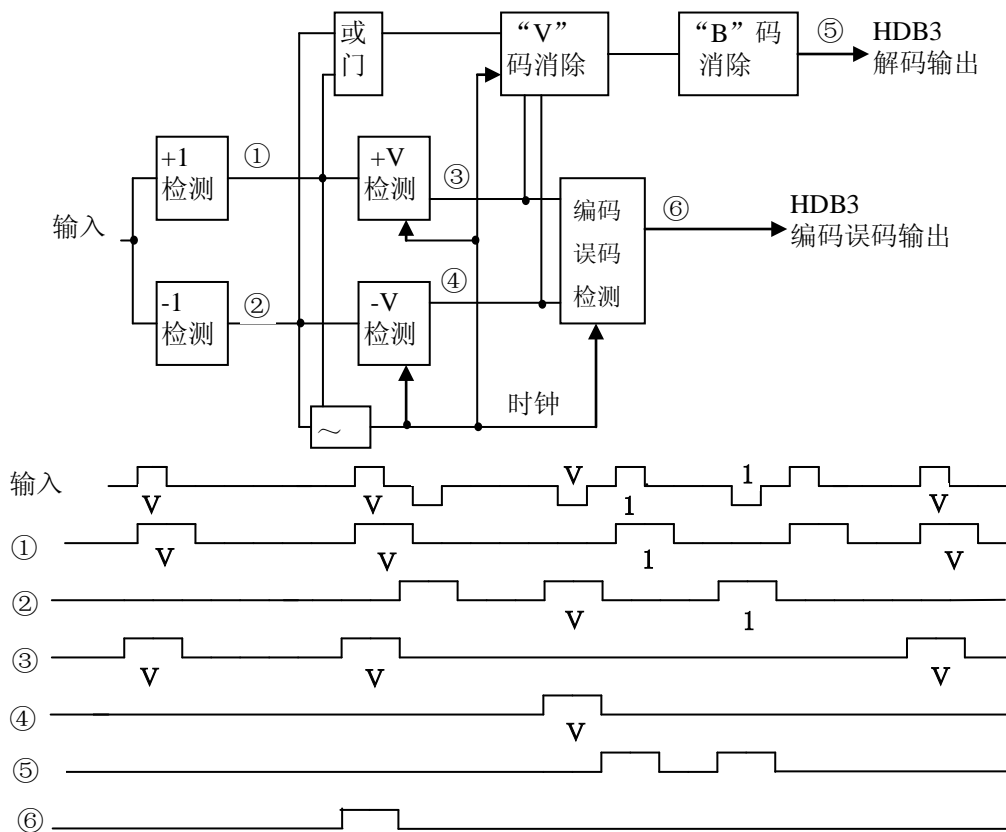 或
门
“V”
码消除
“B”码
消除
⑤
HDB3
解码输出
+1
检测
①
+V
检测
③
编码
误码
检测
⑥
HDB3
编码误码输出
输入
-1
检测
②
-V
检测
④
～
时钟
输入
V V V 1 1 V
① V V 1 V
② V 1
③ V V V
④ V
⑤
⑥